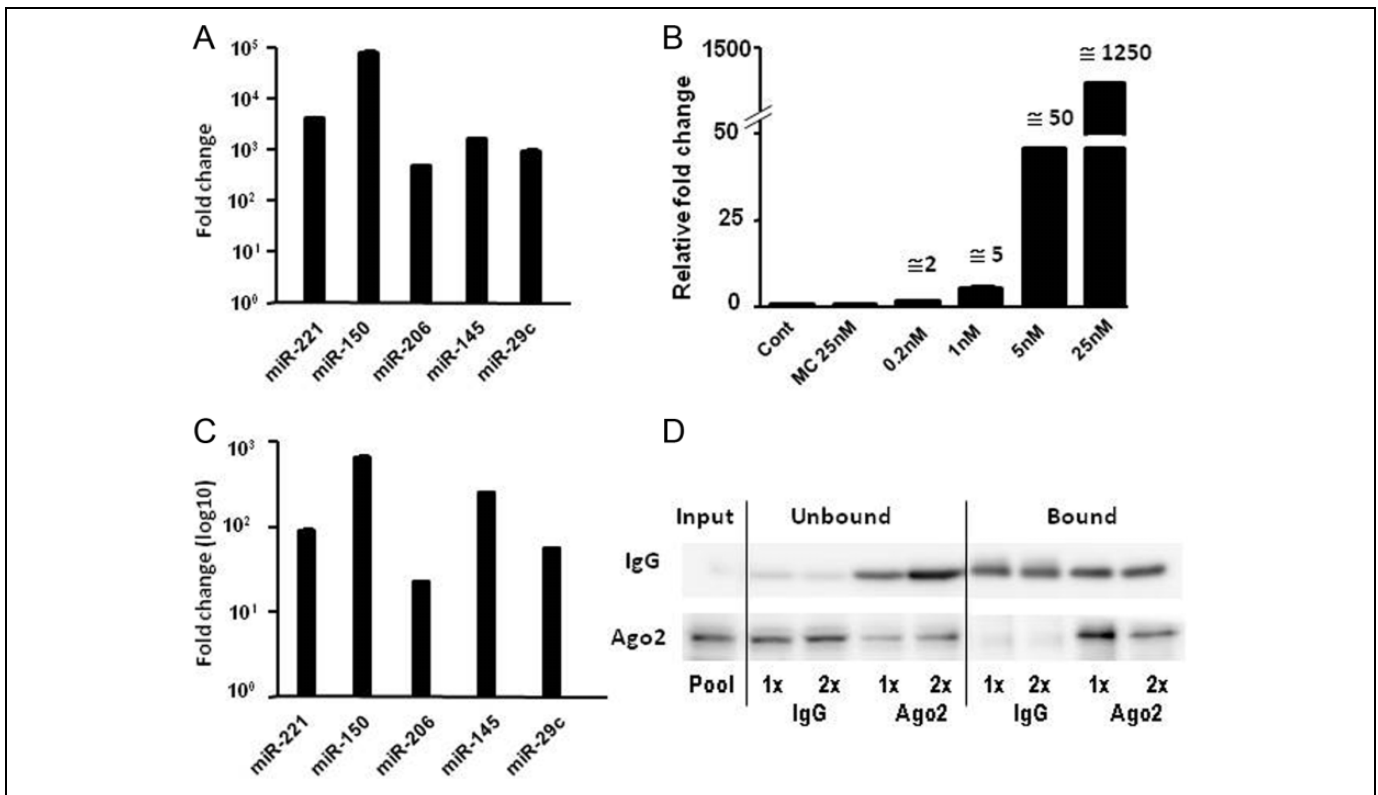 A
Fold change
10⁵
10⁴
10³
10²
10¹
10⁰
miR-221
miR-150
miR-206
miR-145
miR-29c
B
Relative fold change
1500
50
25
0
≅2
≅ 5
≅ 50
≅ 1250
Cont
MC 25nM
0.2nM
1nM
5nM
25nM
C
Fold change (log10)
10³
10²
10¹
10⁰
miR-221
miR-150
miR-206
miR-145
miR-29c
D
Input Unbound Bound
IgG
Ago2
Pool 1x 2x 1x 2x 1x 2x 1x 2x
IgG Ago2 IgG Ago2